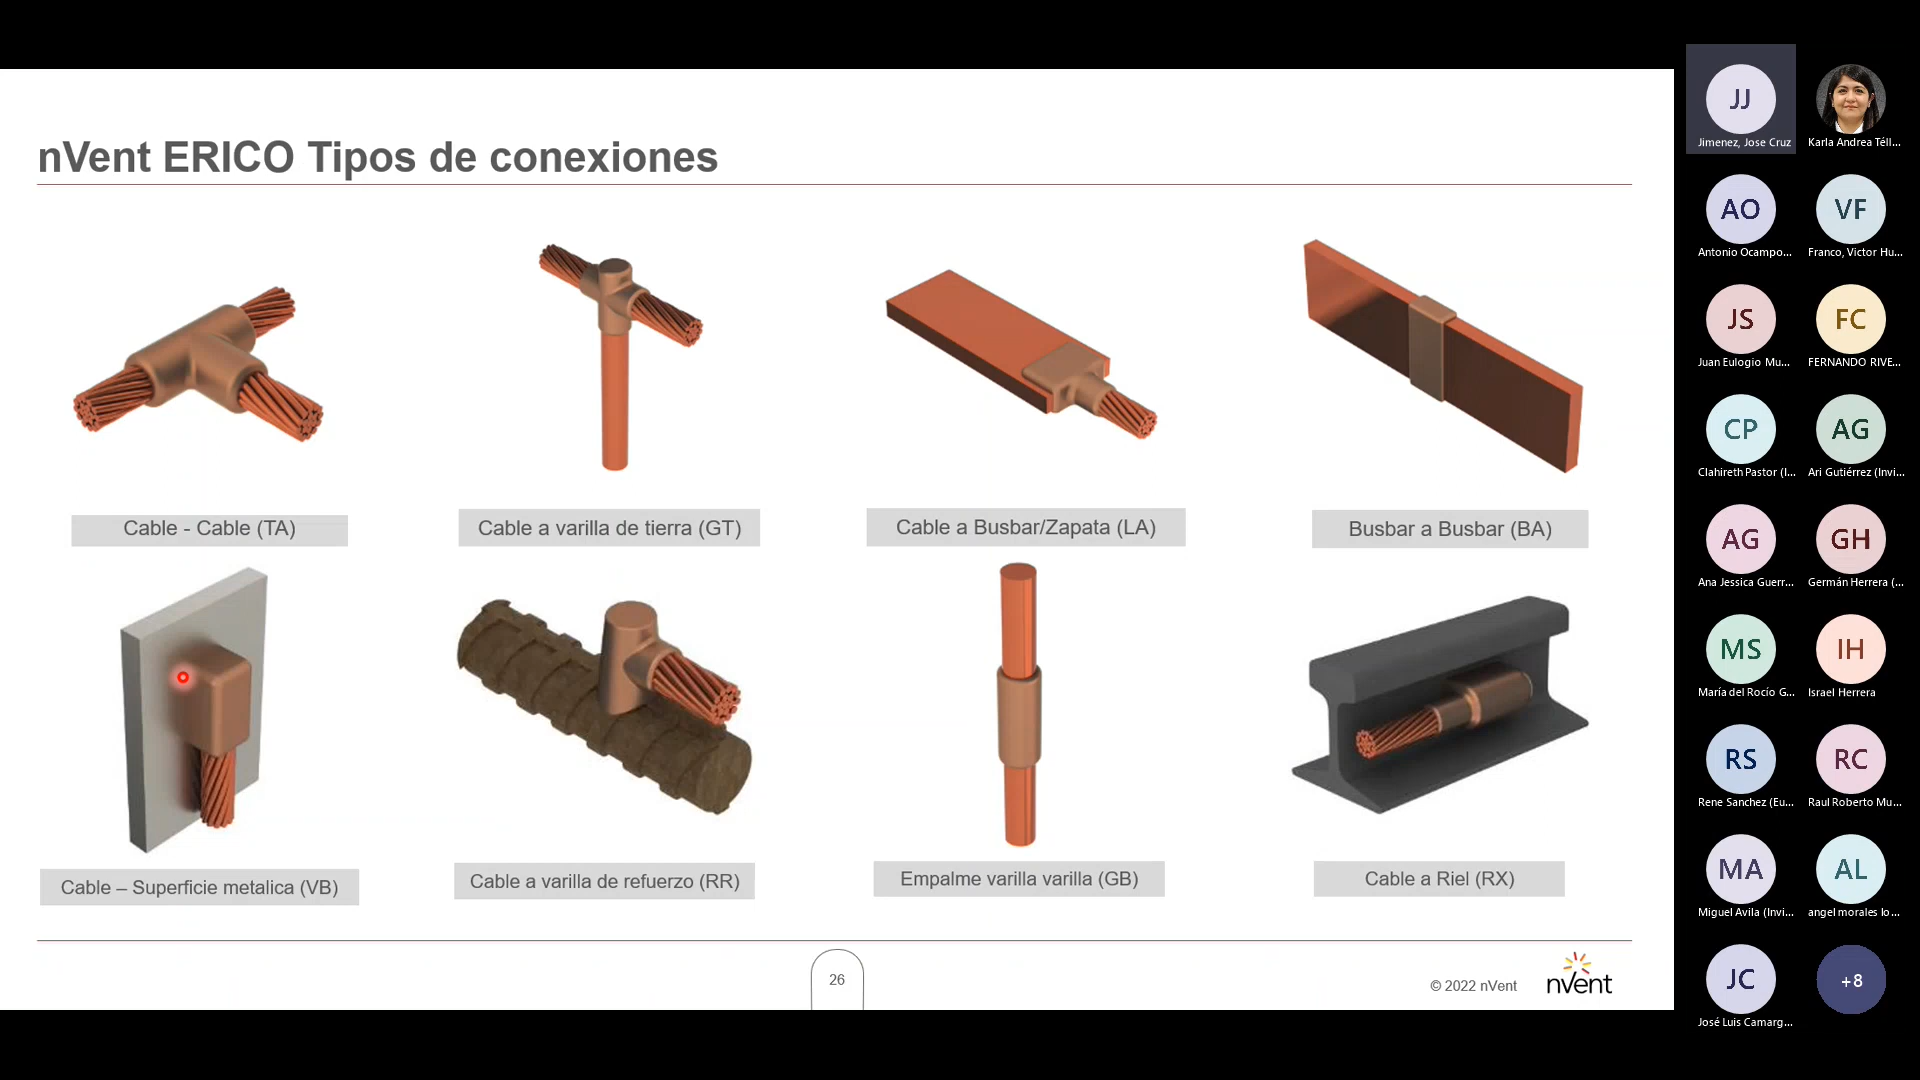 nVent ERICO Tipos de conexiones
Cable - Cable (TA)
Cable a varilla de tierra (GT)
Cable a Busbar/Zapata (LA)
Busbar a Busbar (BA)
Cable – Superficie metalica (VB)
Cable a varilla de refuerzo (RR)
Empalme varilla varilla (GB)
Cable a Riel (RX)
26
© 2022 nVent
nVent
JJ
Jimenez, Jose Cruz
Karla Andrea Téll...
AO
Antonio Ocampo...
VF
Franco, Victor Hu...
JS
Juan Eulogio Mu...
FC
FERNANDO RIVE...
CP
Clahireth Pastor (I...
AG
Ari Gutiérrez (Invi...
AG
Ana Jessica Guerr...
GH
Germán Herrera (...
MS
María del Rocío G...
IH
Israel Herrera
RS
Rene Sanchez (Eu...
RC
Raul Roberto Mu...
MA
Miguel Avila (Invi...
AL
angel morales lo...
JC
José Luis Camarg...
+8